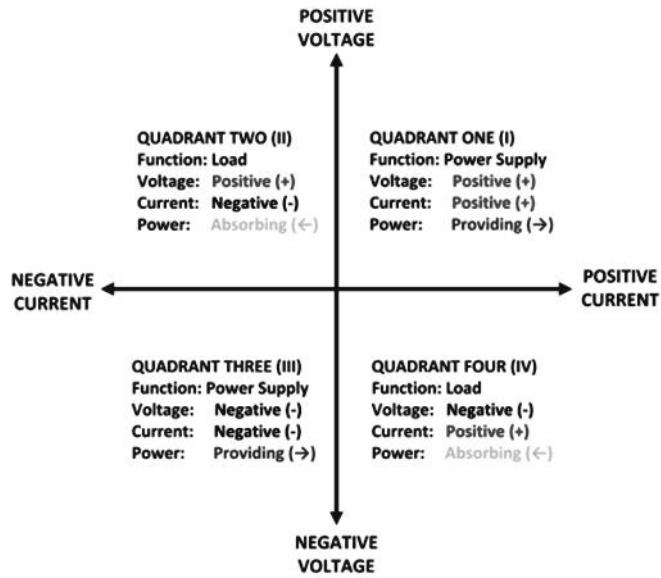 POSITIVE
VOLTAGE
QUADRANT TWO (II)
Function: Load
Voltage: Positive (+)
Current: Negative (-)
Power: Absorbing (←)
QUADRANT ONE (I)
Function: Power Supply
Voltage: Positive (+)
Current: Positive (+)
Power: Providing (→)
NEGATIVE
CURRENT
POSITIVE
CURRENT
QUADRANT THREE (III)
Function: Power Supply
Voltage: Negative (-)
Current: Negative (-)
Power: Providing (→)
QUADRANT FOUR (IV)
Function: Load
Voltage: Negative (-)
Current: Positive (+)
Power: Absorbing (←)
NEGATIVE
VOLTAGE